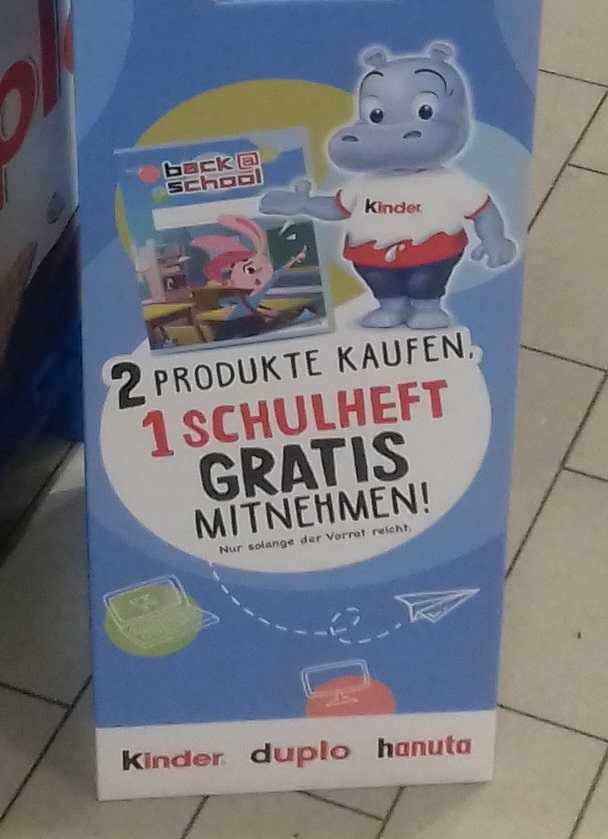 back@
school
kinder
2 PRODUKTE KAUFEN,
1 SCHULHEFT
GRATIS
MITNEHMEN!
Nur solange der Vorrat reicht.
kinder duplo hanuta